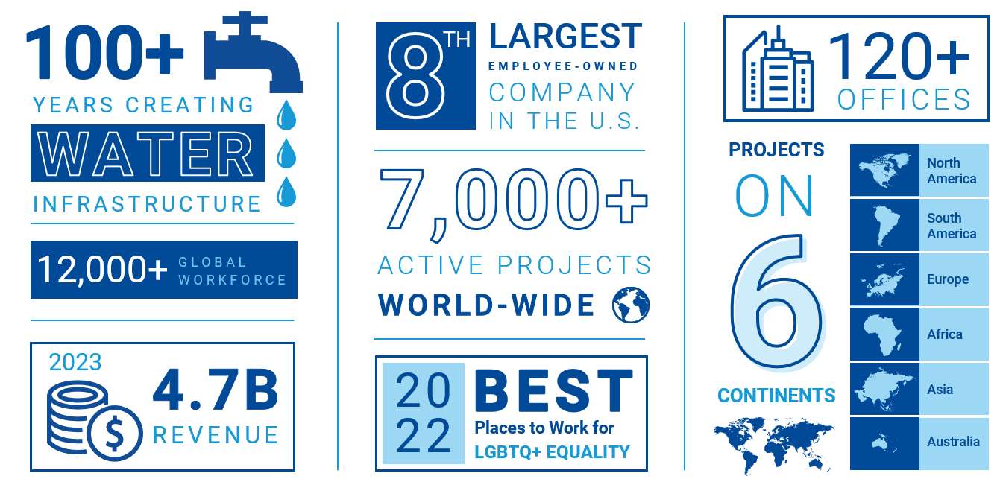 100+
YEARS CREATING
WATER
INFRASTRUCTURE
12,000+
GLOBAL
WORKFORCE
2023
$
4.7B
REVENUE
8TH
LARGEST
EMPLOYEE-OWNED
COMPANY
IN THE U.S.
7,000+
ACTIVE PROJECTS
WORLD-WIDE
20
22
BEST
Places to Work for
LGBTQ+ EQUALITY
120+
OFFICES
PROJECTS
ON
6
CONTINENTS
North
America
South
America
Europe
Africa
Asia
Australia